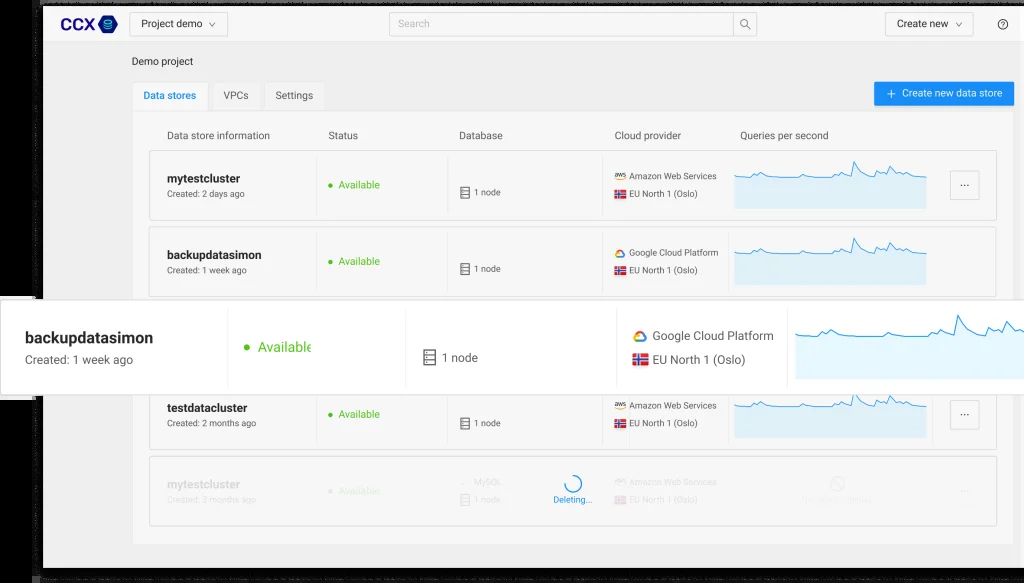 CCX
Project demo
Search
Create new
Demo project
Data stores
VPCs
Settings
Create new data store
Data store information
Status
Database
Cloud provider
Queries per second
mytestcluster
Created: 2 days ago
Available
1 node
aws Amazon Web Services
EU North 1 (Oslo)
...
backupdatasimon
Created: 1 week ago
Available
1 node
Google Cloud Platform
EU North 1 (Oslo)
backupdatasimon
Created: 1 week ago
Available
1 node
Google Cloud Platform
EU North 1 (Oslo)
testdatacluster
Created: 2 months ago
Available
1 node
aws Amazon Web Services
EU North 1 (Oslo)
...
mytestcluster
Created: 3 months ago
Available
MySQL
1 node
Deleting...
Amazon Web Services
EU North 1 (Oslo)